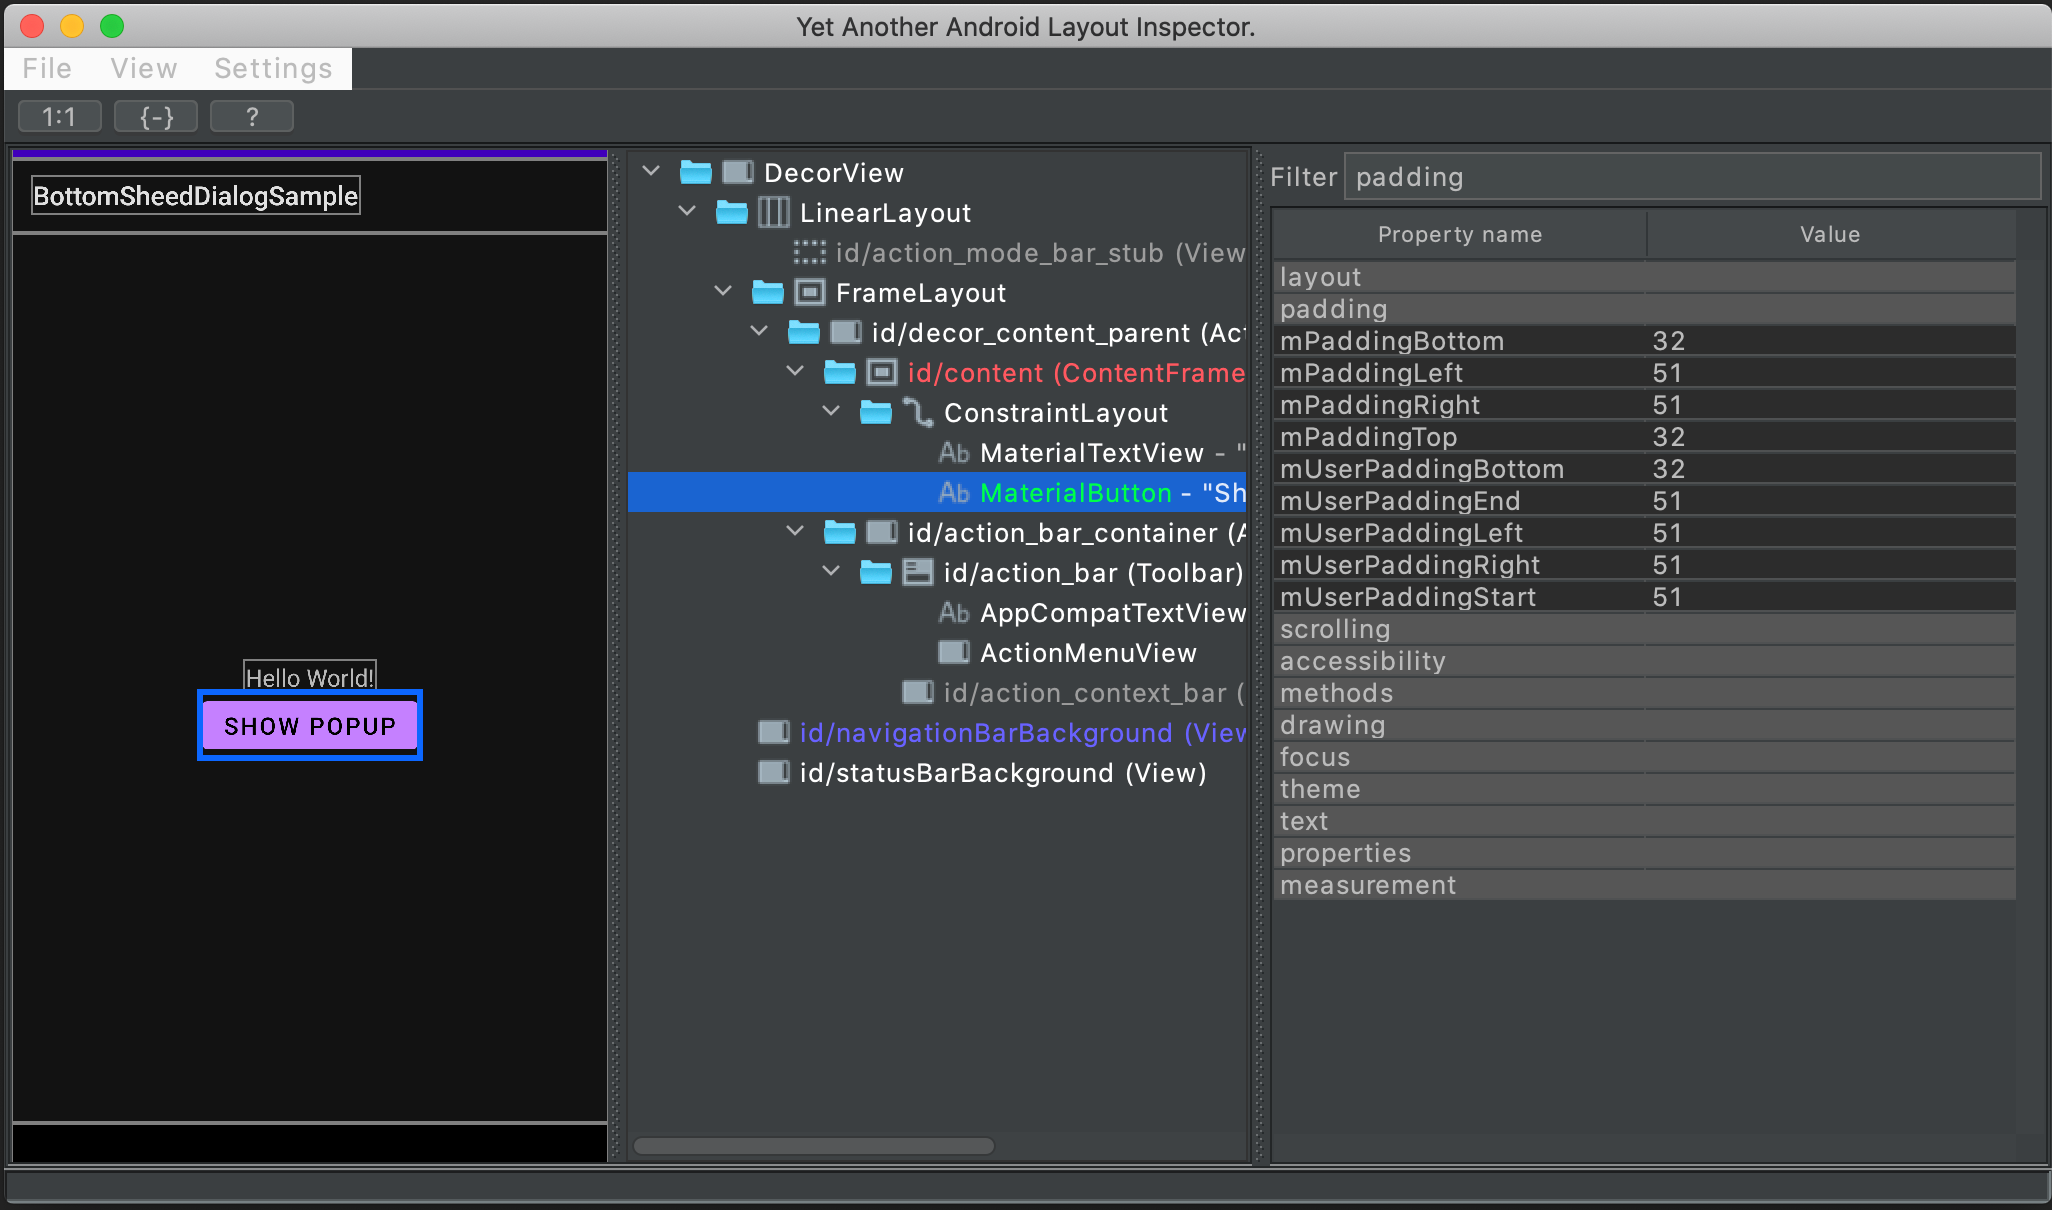 Yet Another Android Layout Inspector.
File View Settings
1:1 {-} ?
BottomSheedDialogSample
Hello World!
SHOW POPUP
DecorView
LinearLayout
id/action_mode_bar_stub (View
FrameLayout
id/decor_content_parent (Act
id/content (ContentFrame
ConstraintLayout
Ab MaterialTextView - "
Ab MaterialButton - "Sh
id/action_bar_container (A
id/action_bar (Toolbar)
Ab AppCompatTextView
ActionMenuView
id/action_context_bar (
id/navigationBarBackground (View
id/statusBarBackground (View)
Filter padding
Property name Value
layout
padding
mPaddingBottom 32
mPaddingLeft 51
mPaddingRight 51
mPaddingTop 32
mUserPaddingBottom 32
mUserPaddingEnd 51
mUserPaddingLeft 51
mUserPaddingRight 51
mUserPaddingStart 51
scrolling
accessibility
methods
drawing
focus
theme
text
properties
measurement